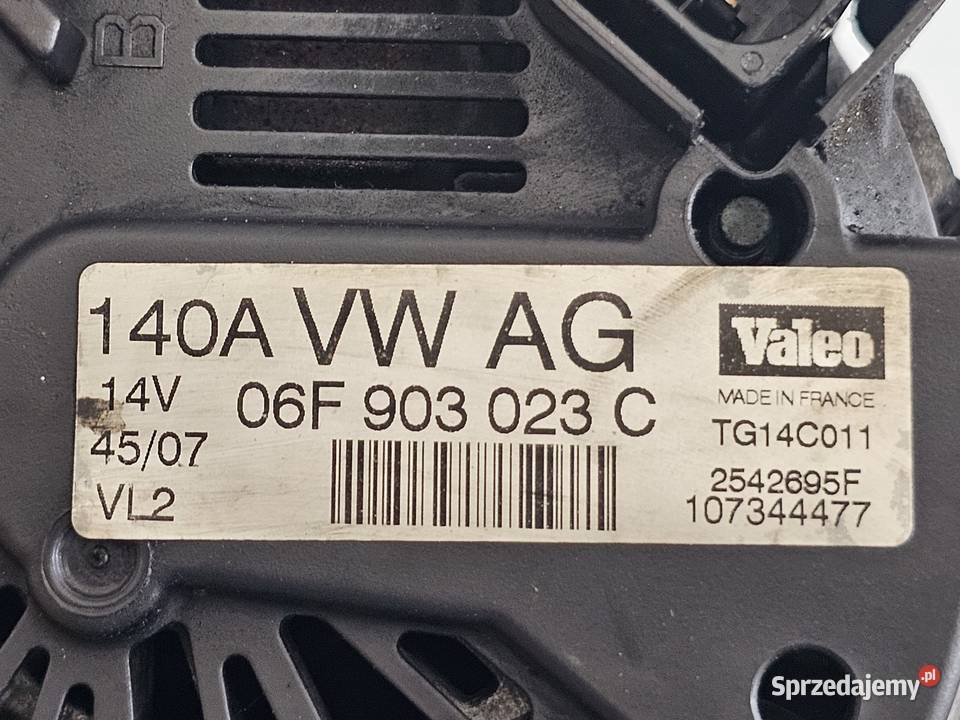 B
140A VW AG
14V 06F 903 023 C
45/07
VL2
Valeo
MADE IN FRANCE
TG14C011
2542695F
107344477
Sprzedajemy.pl